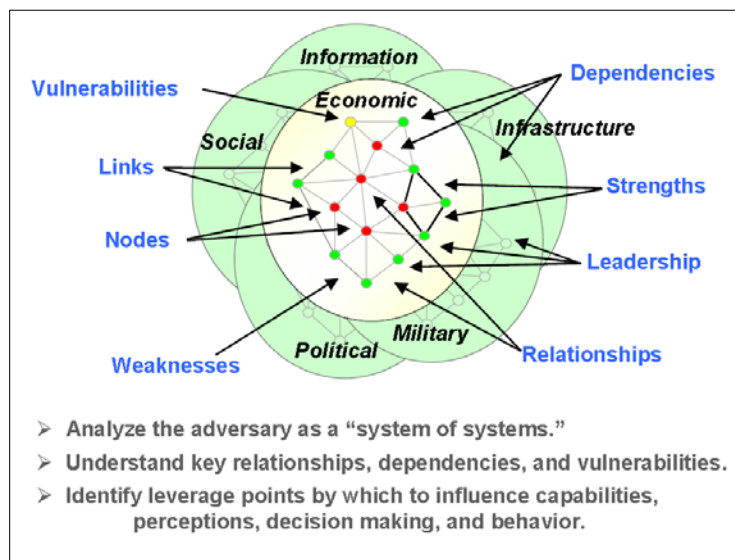 Information
Vulnerabilities
Dependencies
Economic
Social
Infrastructure
Links
Strengths
Nodes
Leadership
Military
Political
Weaknesses
Relationships
➢ Analyze the adversary as a “system of systems.”
➢ Understand key relationships, dependencies, and vulnerabilities.
➢ Identify leverage points by which to influence capabilities,
perceptions, decision making, and behavior.